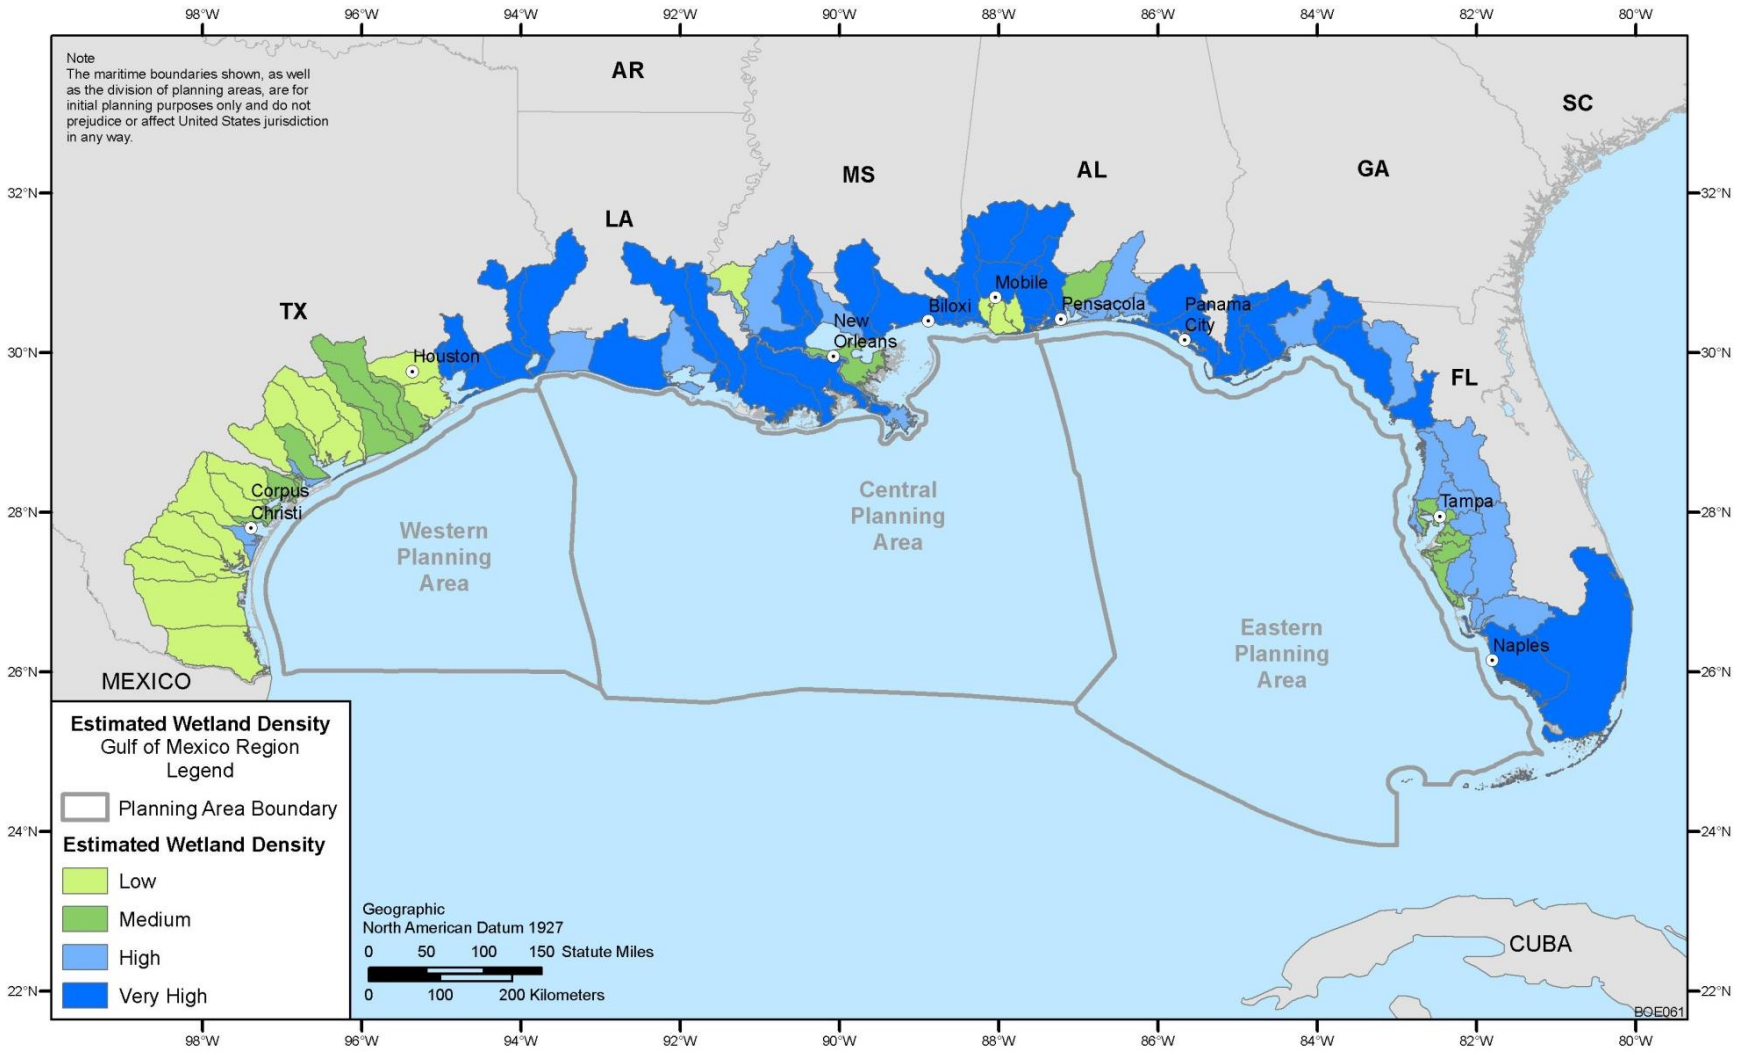 98°W 96°W 94°W 92°W 90°W 88°W 86°W 84°W 82°W 80°W
Note
The maritime boundaries shown, as well
as the division of planning areas, are for
initial planning purposes only and do not
prejudice or affect United States jurisdiction
in any way.
AR
SC
MS
AL
GA
32°N
32°N
LA
TX
Mobile
Biloxi
Pensacola
Panama
City
New
Orleans
Houston
30°N
30°N
FL
Corpus
Christi
Central
Planning
Area
Western
Planning
Area
Tampa
28°N
28°N
Eastern
Planning
Area
Naples
26°N
26°N
MEXICO
Estimated Wetland Density
Gulf of Mexico Region
Legend
Planning Area Boundary
Estimated Wetland Density
Low
Medium
High
Very High
24°N
24°N
Geographic
North American Datum 1927
0 50 100 150 Statute Miles
0 100 200 Kilometers
CUBA
22°N
22°N
BOE061
98°W 96°W 94°W 92°W 90°W 88°W 86°W 84°W 82°W 80°W